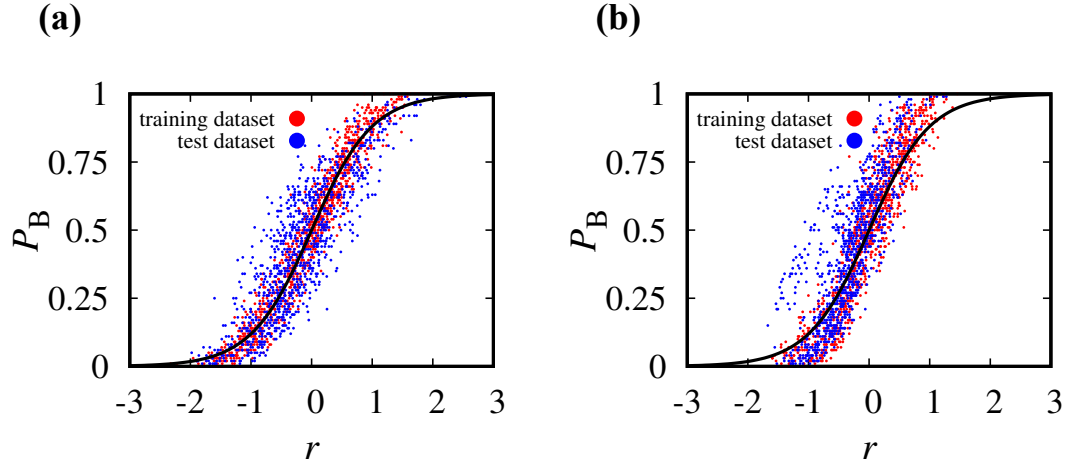 (a)
1
0.75
0.5
0.25
0
P_B
training dataset
test dataset
-3 -2 -1 0 1 2 3
r
(b)
1
0.75
0.5
0.25
0
P_B
training dataset
test dataset
-3 -2 -1 0 1 2 3
r